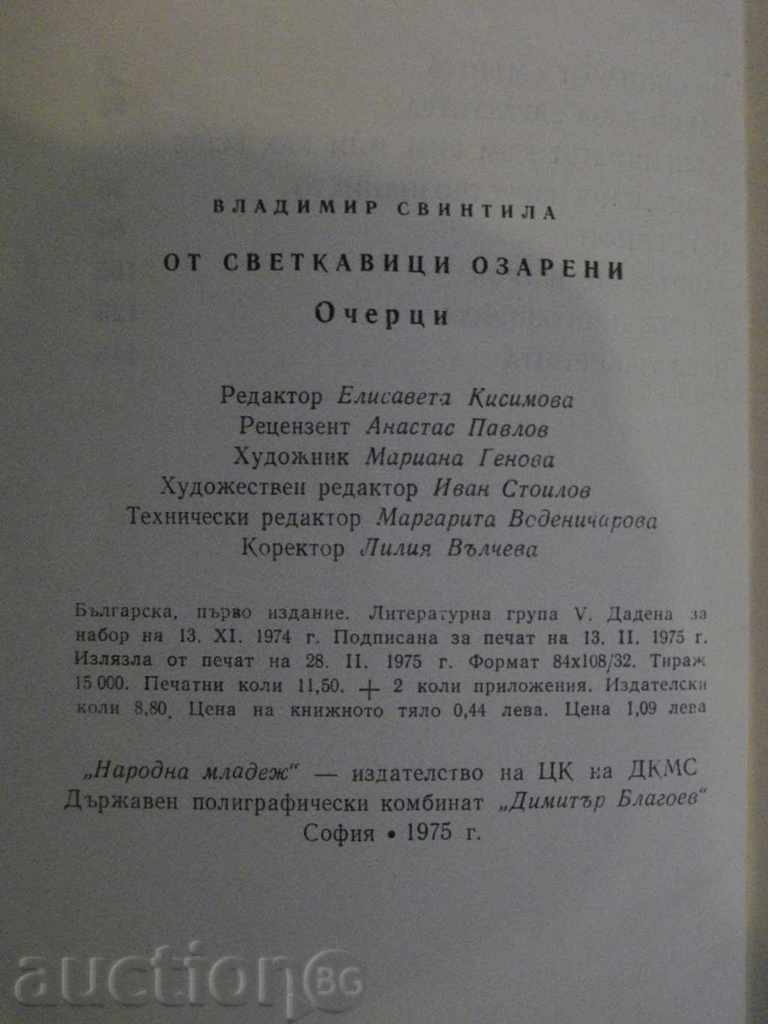 ВЛАДИМИР СВИНТИЛА
ОТ СВЕТКАВИЦИ ОЗАРЕНИ
Очерци
Редактор Елисавета Кисимова
Рецензент Анастас Павлов
Художник Мариана Генова
Художествен редактор Иван Стоилов
Технически редактор Маргарита Воденичарова
Коректор Лилия Вълчева
Българска, първо издание. Литературна група V. Дадена за
набор на 13. XI. 1974 г. Подписана за печат на 13. II. 1975 г.
Излязла от печат на 28. II. 1975 г. Формат 84x108/32. Тираж
15 000. Печатни коли 11,50. + 2 коли приложения. Издателски
коли 8,80. Цена на книжното тяло 0,44 лева. Цена 1,09 лева
„Народна младеж“ — издателство на ЦК на ДКМС
Държавен полиграфически комбинат „Димитър Благоев“
София • 1975 г.
auction BG